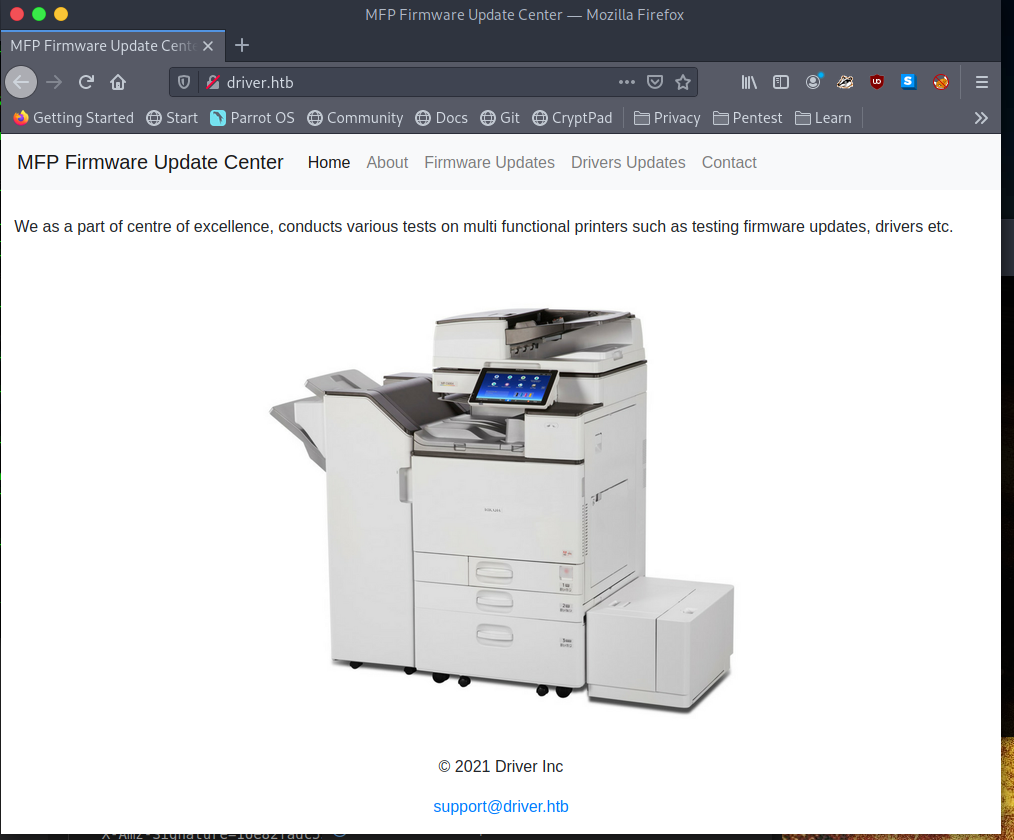 MFP Firmware Update Center — Mozilla Firefox
MFP Firmware Update Cente
driver.htb
Getting Started Start Parrot OS Community Docs Git CryptPad Privacy Pentest Learn
MFP Firmware Update Center Home About Firmware Updates Drivers Updates Contact
We as a part of centre of excellence, conducts various tests on multi functional printers such as testing firmware updates, drivers etc.
© 2021 Driver Inc
support@driver.htb